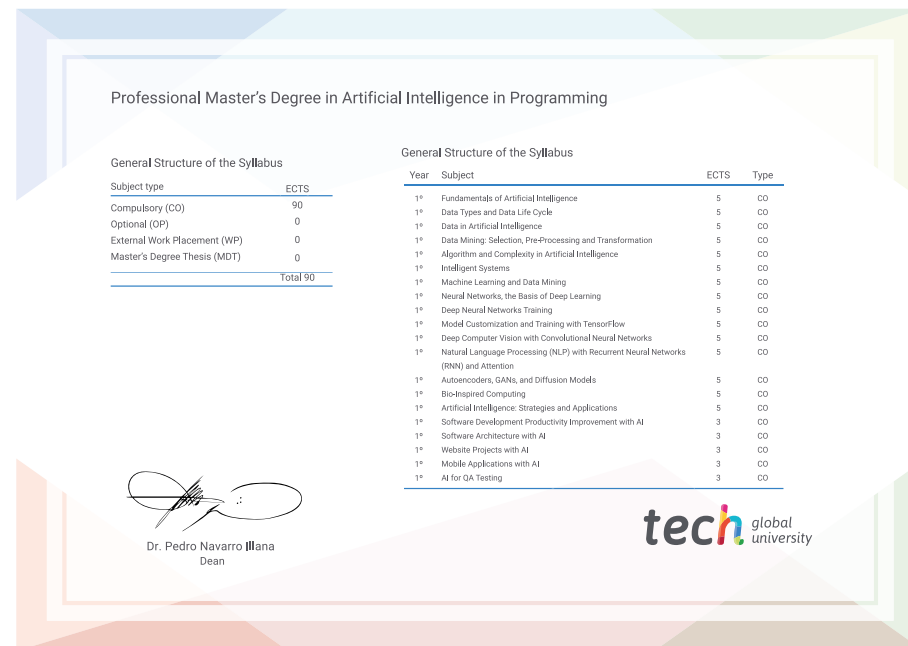 Professional Master's Degree in Artificial Intelligence in Programming
General Structure of the Syllabus
Subject type ECTS
Compulsory (CO) 90
Optional (OP) 0
External Work Placement (WP) 0
Master's Degree Thesis (MDT) 0
Total 90
General Structure of the Syllabus
Year Subject ECTS Type
1º Fundamentals of Artificial Intelligence 5 CO
1º Data Types and Data Life Cycle 5 CO
1º Data in Artificial Intelligence 5 CO
1º Data Mining: Selection, Pre-Processing and Transformation 5 CO
1º Algorithm and Complexity in Artificial Intelligence 5 CO
1º Intelligent Systems 5 CO
1º Machine Learning and Data Mining 5 CO
1º Neural Networks, the Basis of Deep Learning 5 CO
1º Deep Neural Networks Training 5 CO
1º Model Customization and Training with TensorFlow 5 CO
1º Deep Computer Vision with Convolutional Neural Networks 5 CO
1º Natural Language Processing (NLP) with Recurrent Neural Networks 5 CO
(RNN) and Attention
1º Autoencoders, GANs, and Diffusion Models 5 CO
1º Bio-Inspired Computing 5 CO
1º Artificial Intelligence: Strategies and Applications 5 CO
1º Software Development Productivity Improvement with AI 3 CO
1º Software Architecture with AI 3 CO
1º Website Projects with AI 3 CO
1º Mobile Applications with AI 3 CO
1º AI for QA Testing 3 CO
Dr. Pedro Navarro Illana
Dean
tech global
university